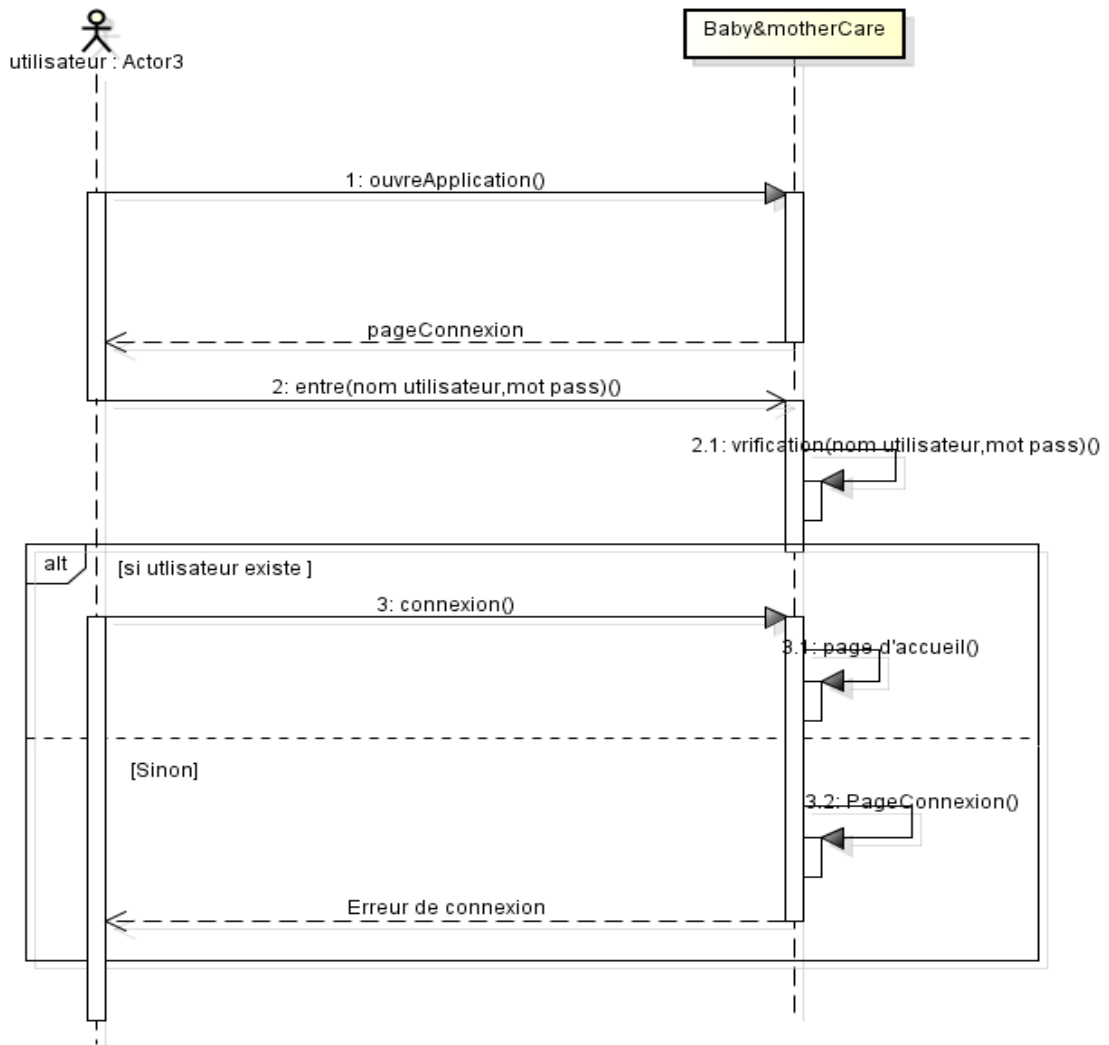 utilisateur : Actor3
Baby&motherCare
1: ouvreApplication()
pageConnexion
2: entre(nom utilisateur,mot pass)()
2.1: vrification(nom utilisateur,mot pass)()
alt
[si utlisateur existe ]
3: connexion()
3.1: page d'accueil()
[Sinon]
3.2: PageConnexion()
Erreur de connexion